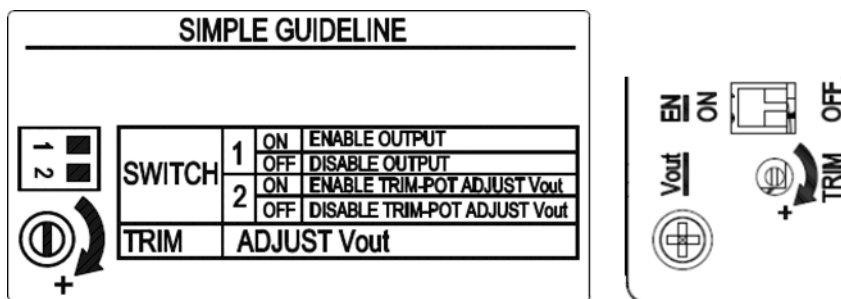 SIMPLE GUIDELINE
1
2
SWITCH
1
ON ENABLE OUTPUT
OFF DISABLE OUTPUT
2
ON ENABLE TRIM-POT ADJUST Vout
OFF DISABLE TRIM-POT ADJUST Vout
TRIM ADJUST Vout
+
EN
ON
OFF
Vout
TRIM
+